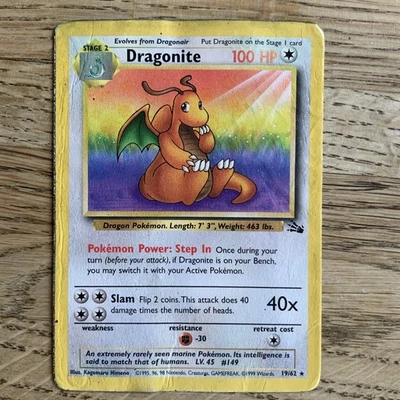 Evolves from Dragonair Put Dragonite on the Stage 1 card
STAGE 2
Dragonite 100 HP
Dragon Pokémon. Length: 7' 3", Weight: 463 lbs.
Pokémon Power: Step In Once during your
turn (before your attack), if Dragonite is on your Bench,
you may switch it with your Active Pokémon.
Slam Flip 2 coins. This attack does 40
damage times the number of heads. 40x
weakness resistance retreat cost
-30
An extremely rarely seen marine Pokémon. Its intelligence is
said to match that of humans. LV. 45 #149
Illus. Kagemaru Himeno ©1995, 96, 98 Nintendo, Creatures, GAMEFREAK. ©1999 Wizards. 19/62 ★